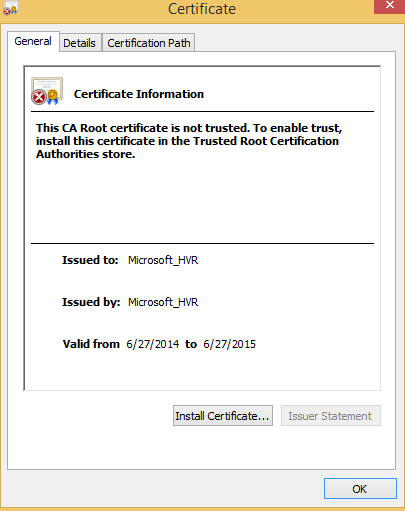 Certificate
General Details Certification Path
Certificate Information
This CA Root certificate is not trusted. To enable trust,
install this certificate in the Trusted Root Certification
Authorities store.
Issued to: Microsoft_HVR
Issued by: Microsoft_HVR
Valid from 6/27/2014 to 6/27/2015
Install Certificate... Issuer Statement
OK